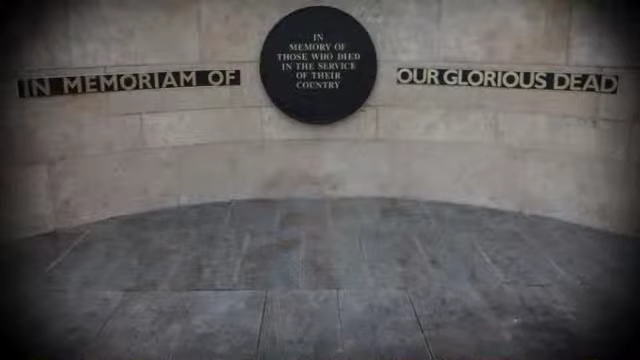 IN MEMORIAM OF
IN
MEMORY OF
THOSE WHO DIED
IN THE SERVICE
OF THEIR
COUNTRY
OUR GLORIOUS DEAD